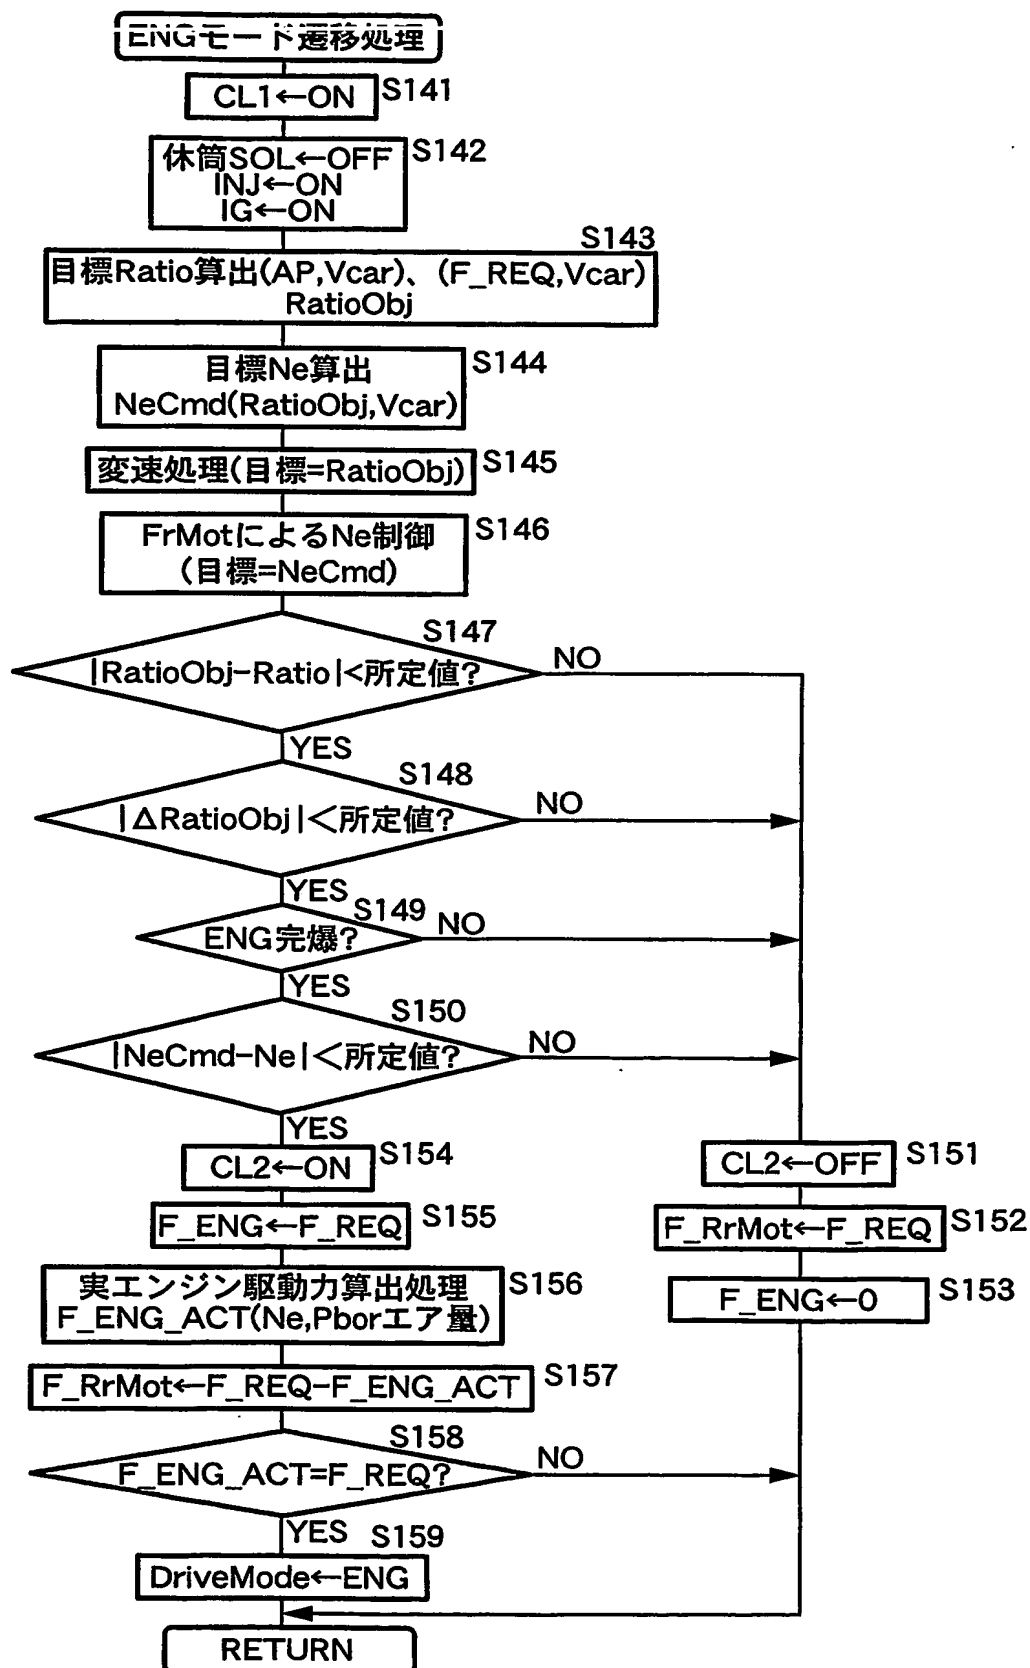 ENGモード遷移処理
CL1←ON
S141
休筒SOL←OFF
INJ←ON
IG←ON
S142
S143
目標Ratio算出(AP,Vcar)、(F_REQ,Vcar)
RatioObj
目標Ne算出
NeCmd(RatioObj,Vcar)
S144
変速処理(目標=RatioObj)
S145
FrMotによるNe制御
(目標=NeCmd)
S146
S147
|RatioObj-Ratio|<所定値?
NO
YES
S148
|ΔRatioObj|<所定値?
NO
YES
S149
ENG完爆?
NO
YES
S150
|NeCmd-Ne|<所定値?
NO
YES
CL2←ON
S154
F_ENG←F_REQ
S155
実エンジン駆動力算出処理
F_ENG_ACT(Ne,Pborエア量)
S156
F_RrMot←F_REQ-F_ENG_ACT
S157
S158
F_ENG_ACT=F_REQ?
NO
YES
S159
DriveMode←ENG
CL2←OFF
S151
F_RrMot←F_REQ
S152
F_ENG←0
S153
RETURN